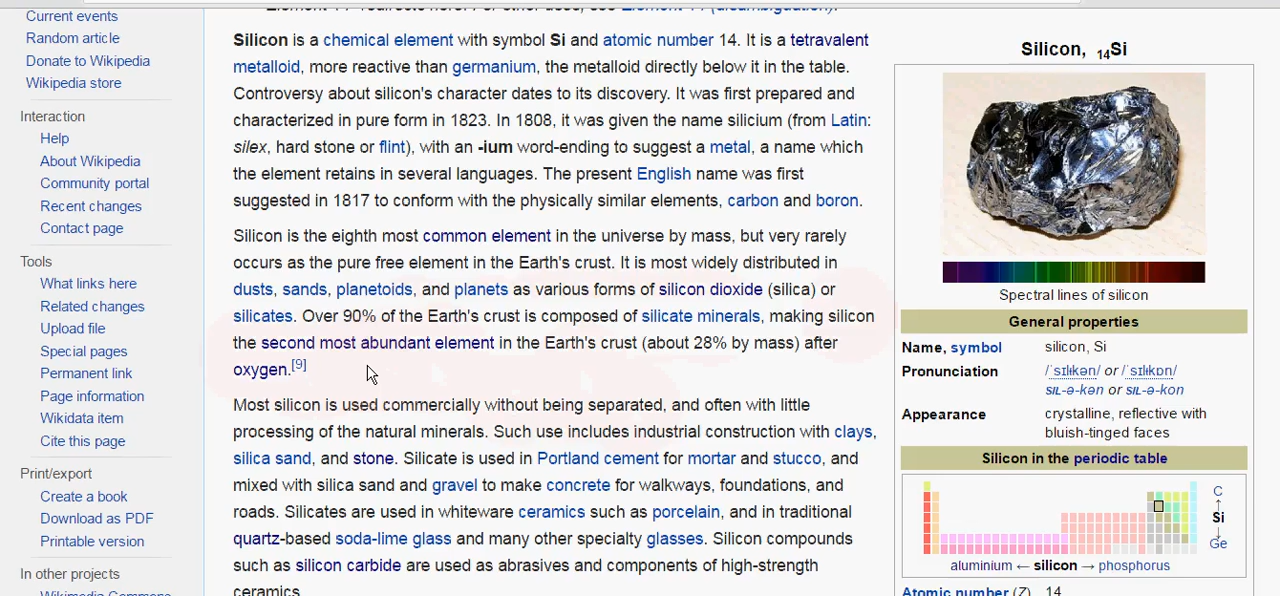 Element 14 redirects here. For other uses, see Element 14 (disambiguation).
Current events
Random article
Donate to Wikipedia
Wikipedia store
Interaction
Help
About Wikipedia
Community portal
Recent changes
Contact page
Tools
What links here
Related changes
Upload file
Special pages
Permanent link
Page information
Wikidata item
Cite this page
Print/export
Create a book
Download as PDF
Printable version
In other projects
Wikimedia Commons
Silicon is a chemical element with symbol Si and atomic number 14. It is a tetravalent
metalloid, more reactive than germanium, the metalloid directly below it in the table.
Controversy about silicon's character dates to its discovery. It was first prepared and
characterized in pure form in 1823. In 1808, it was given the name silicium (from Latin:
silex, hard stone or flint), with an -ium word-ending to suggest a metal, a name which
the element retains in several languages. The present English name was first
suggested in 1817 to conform with the physically similar elements, carbon and boron.
Silicon is the eighth most common element in the universe by mass, but very rarely
occurs as the pure free element in the Earth's crust. It is most widely distributed in
dusts, sands, planetoids, and planets as various forms of silicon dioxide (silica) or
silicates. Over 90% of the Earth's crust is composed of silicate minerals, making silicon
the second most abundant element in the Earth's crust (about 28% by mass) after
oxygen.[9]
Most silicon is used commercially without being separated, and often with little
processing of the natural minerals. Such use includes industrial construction with clays,
silica sand, and stone. Silicate is used in Portland cement for mortar and stucco, and
mixed with silica sand and gravel to make concrete for walkways, foundations, and
roads. Silicates are used in whiteware ceramics such as porcelain, and in traditional
quartz-based soda-lime glass and many other specialty glasses. Silicon compounds
such as silicon carbide are used as abrasives and components of high-strength
ceramics
Silicon, 14Si
Spectral lines of silicon
General properties
Name, symbol silicon, Si
Pronunciation /ˈsɪlɪkən/ or /ˈsɪlɪkɒn/
SIL-ə-kən or SIL-ə-kon
Appearance crystalline, reflective with
bluish-tinged faces
Silicon in the periodic table
C
↑
Si
↓
Ge
aluminium ← silicon → phosphorus
Atomic number (Z) 14